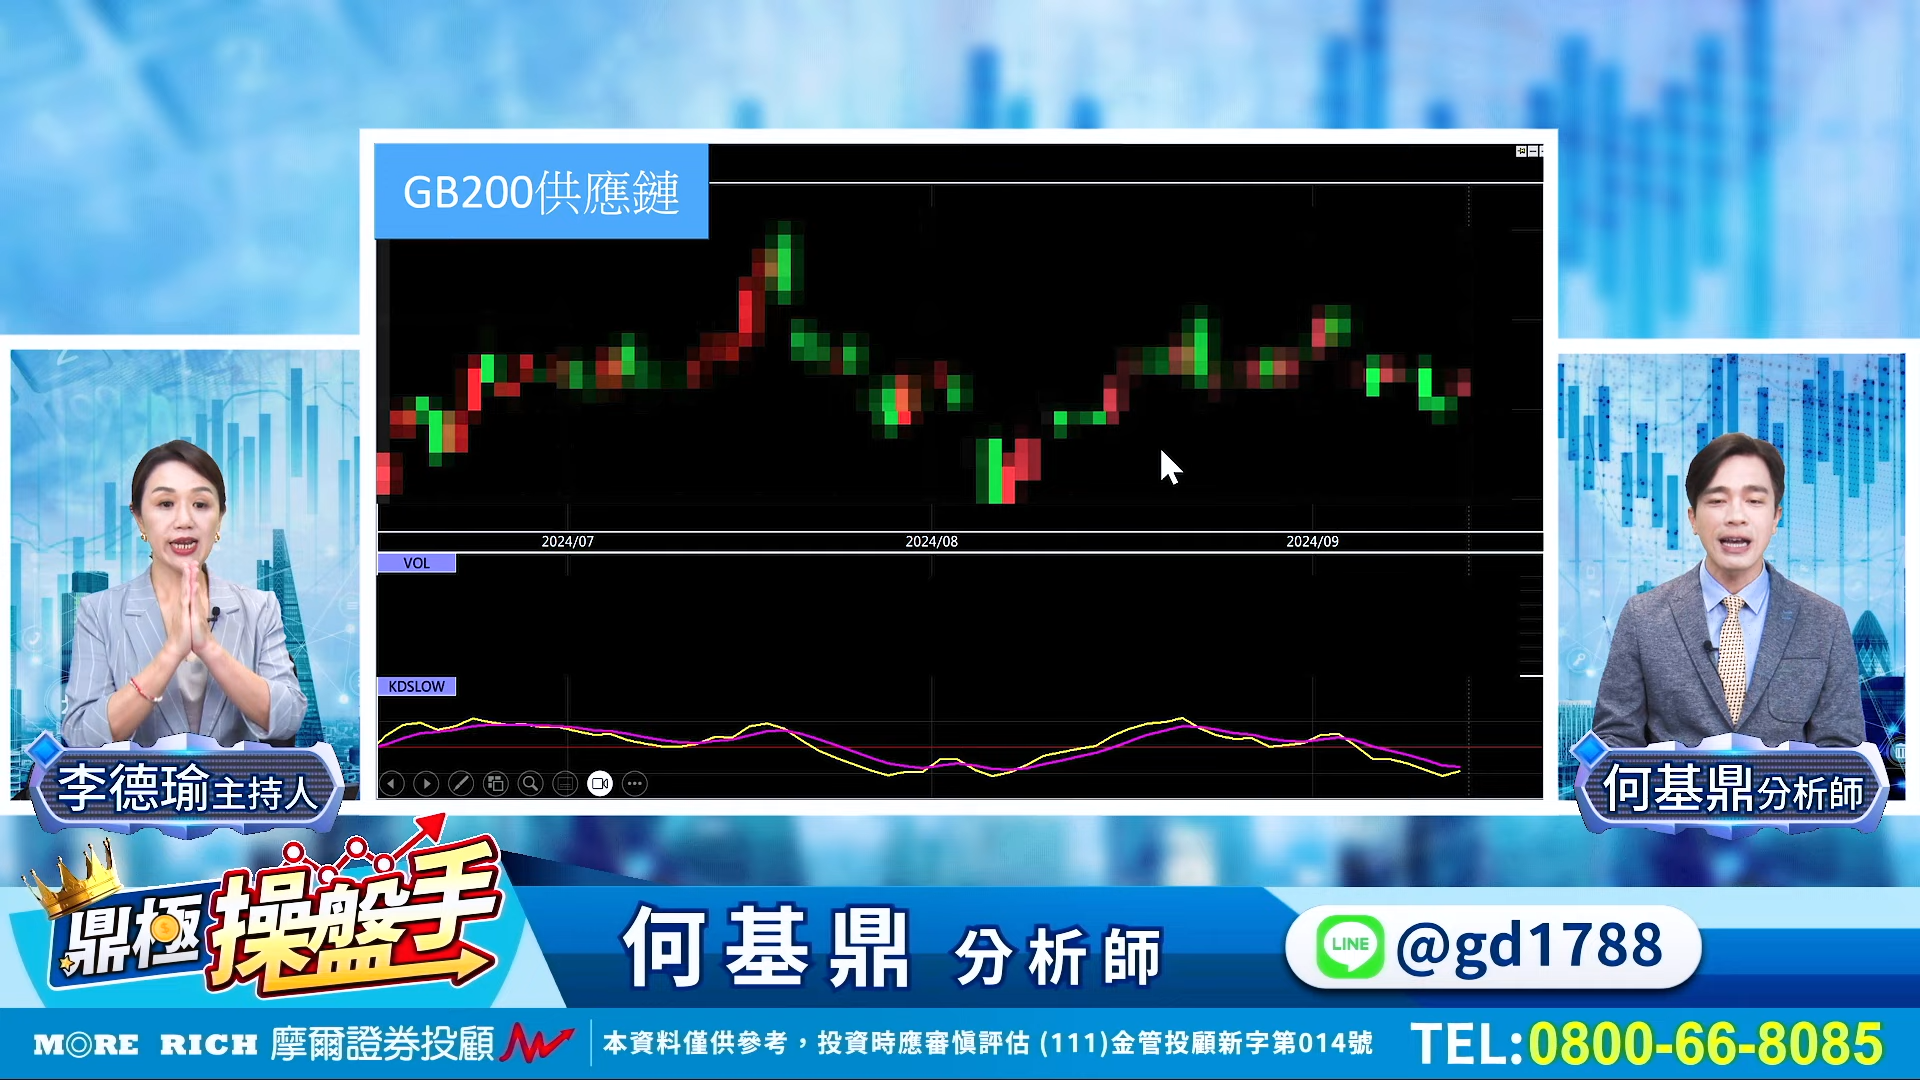 GB200供應鏈
2024/07
2024/08
2024/09
VOL
KDSLOW
李德瑜主持人
何基鼎分析師
鼎極操盤手
何基鼎 分析師
LINE @gd1788
MORE RICH 摩爾證券投顧
本資料僅供參考，投資時應審慎評估 (111)金管投顧新字第014號
TEL:0800-66-8085